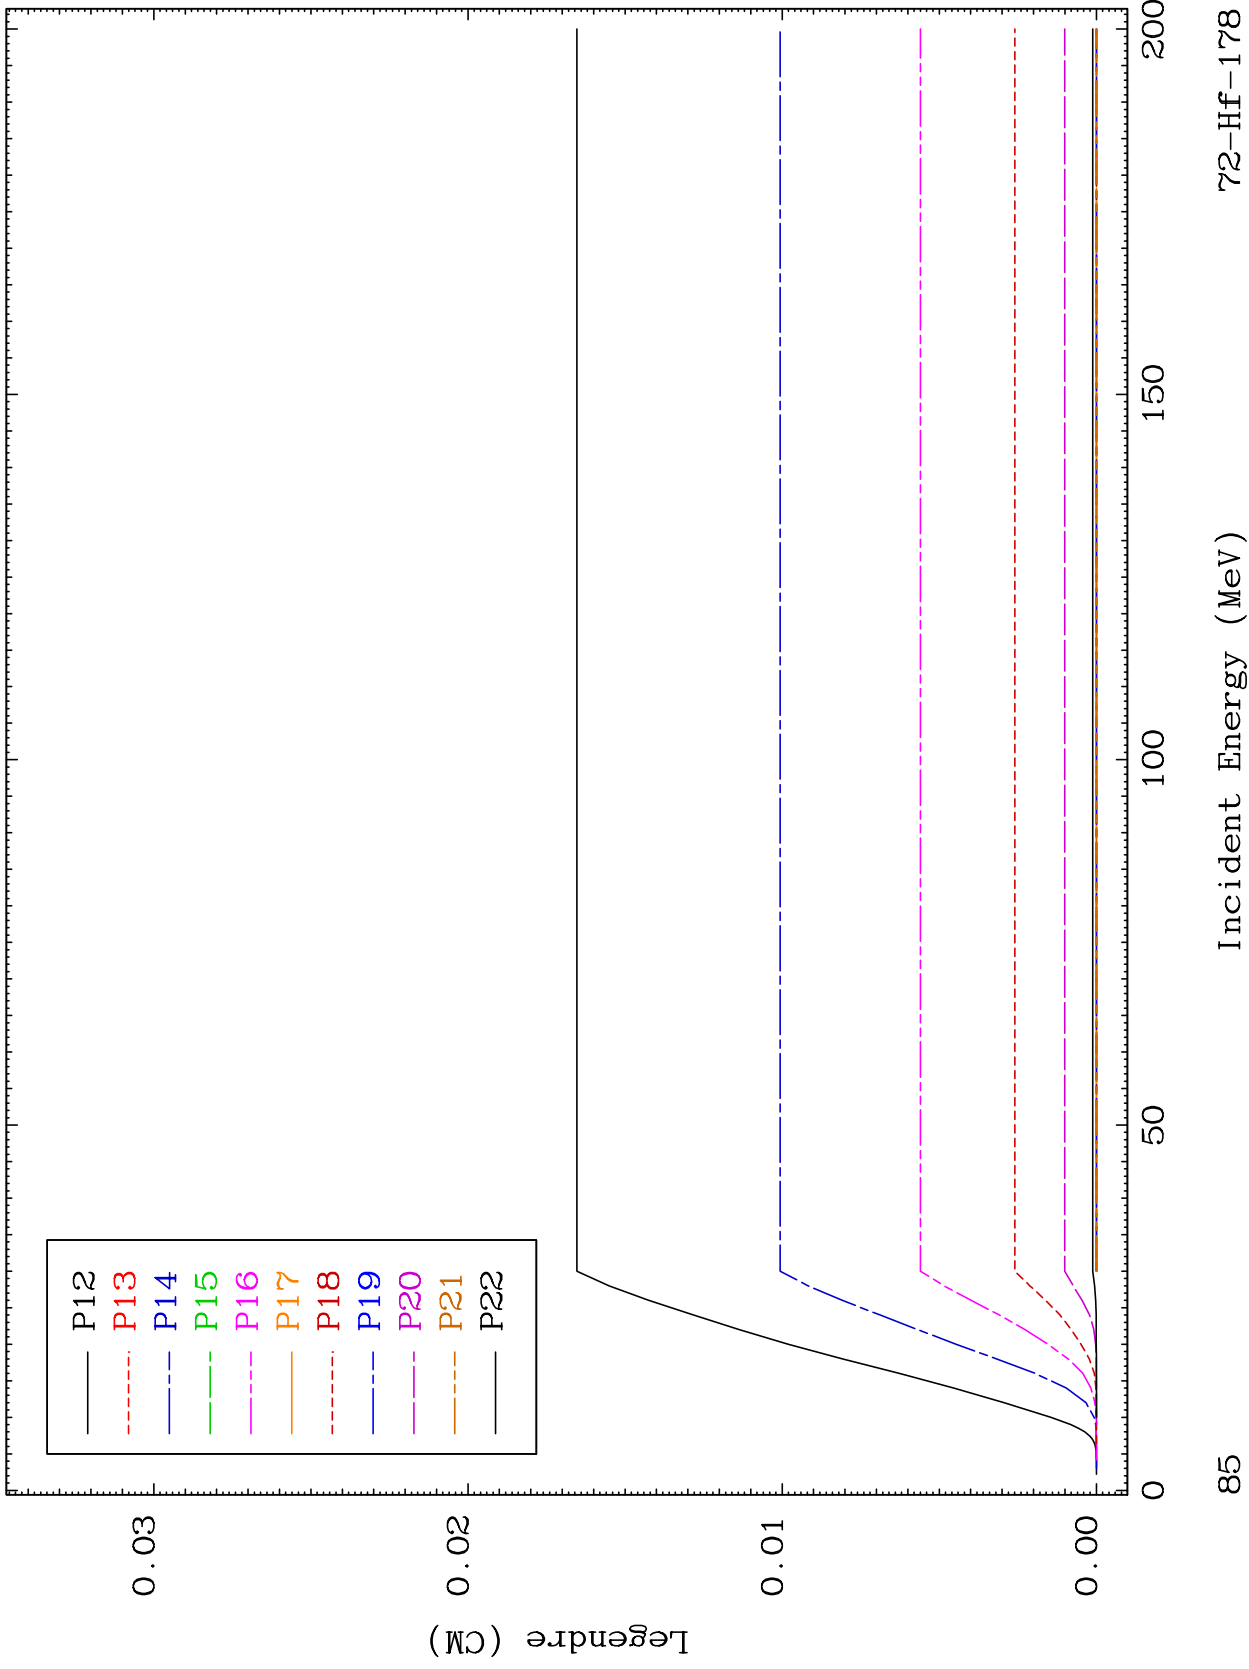 P12
P13
P14
P15
P16
P17
P18
P19
P20
P21
P22
0.03
0.02
0.01
0.00
Legendre (CM)
0
50
100
150
200
85
Incident Energy (MeV)
72-Hf-178